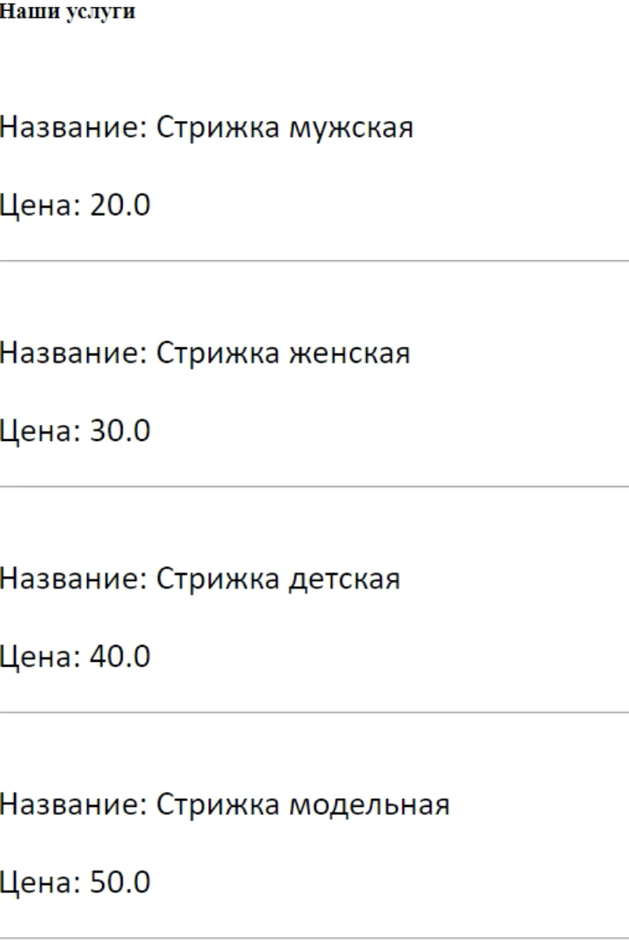 Наши услуги
Название: Стрижка мужская
Цена: 20.0
Название: Стрижка женская
Цена: 30.0
Название: Стрижка детская
Цена: 40.0
Название: Стрижка модельная
Цена: 50.0